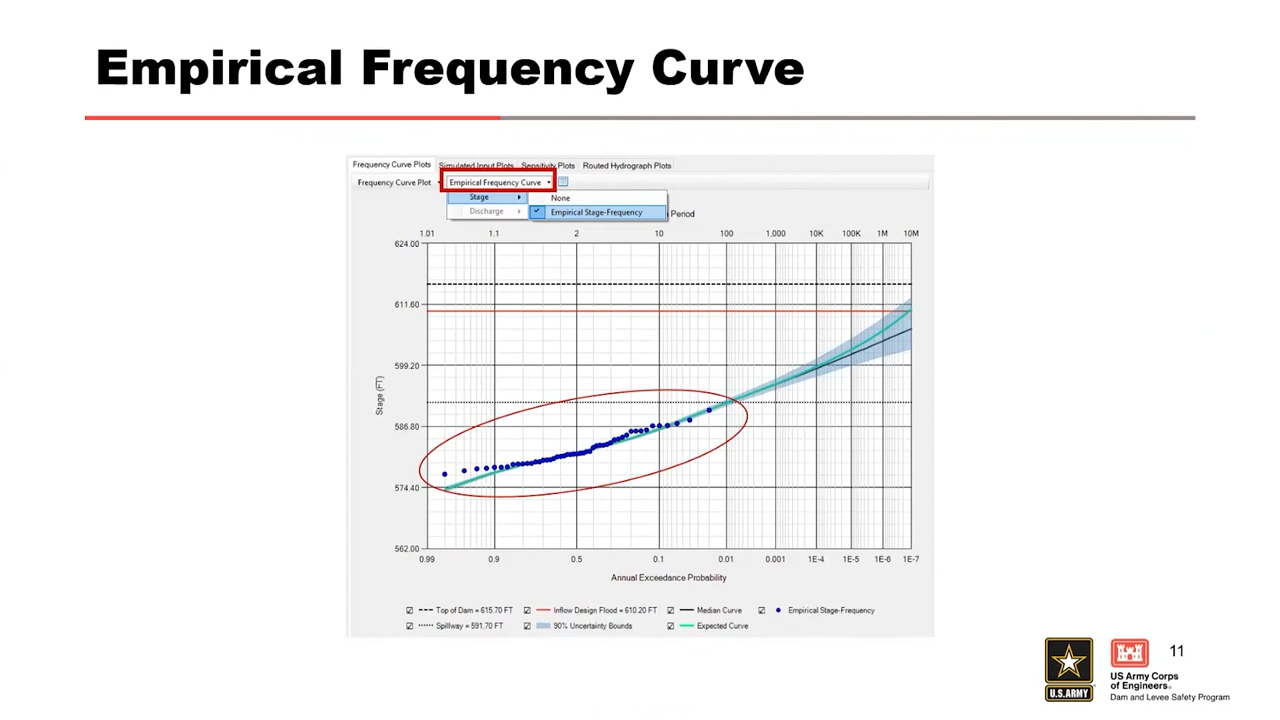 Empirical Frequency Curve
Frequency Curve Plots Simulated Input Plots Sensitivity Plots Routed Hydrograph Plots
Frequency Curve Plot Empirical Frequency Curve
Stage None
Discharge Empirical Stage-Frequency
Period
1.01 1.1 2 10 100 1,000 10K 100K 1M 10M
624.00
611.60
599.20
586.80
574.40
562.00
Stage (FT)
0.99 0.9 0.5 0.1 0.01 0.001 1E-4 1E-5 1E-6 1E-7
Annual Exceedance Probability
Top of Dam = 615.70 FT Inflow Design Flood = 610.20 FT Median Curve Empirical Stage-Frequency
Spillway = 591.70 FT 90% Uncertainty Bounds Expected Curve
U.S.ARMY
US Army Corps
of Engineers®
Dam and Levee Safety Program
11